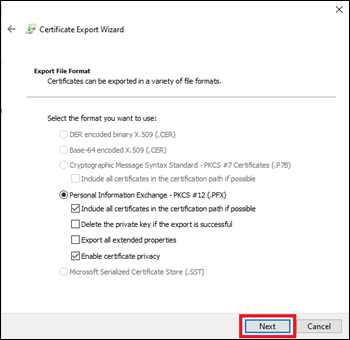 Certificate Export Wizard
Export File Format
Certificates can be exported in a variety of file formats.
Select the format you want to use:
DER encoded binary X.509 (.CER)
Base-64 encoded X.509 (.CER)
Cryptographic Message Syntax Standard - PKCS #7 Certificates (.P7B)
Include all certificates in the certification path if possible
Personal Information Exchange - PKCS #12 (.PFX)
Include all certificates in the certification path if possible
Delete the private key if the export is successful
Export all extended properties
Enable certificate privacy
Microsoft Serialized Certificate Store (.SST)
Next Cancel